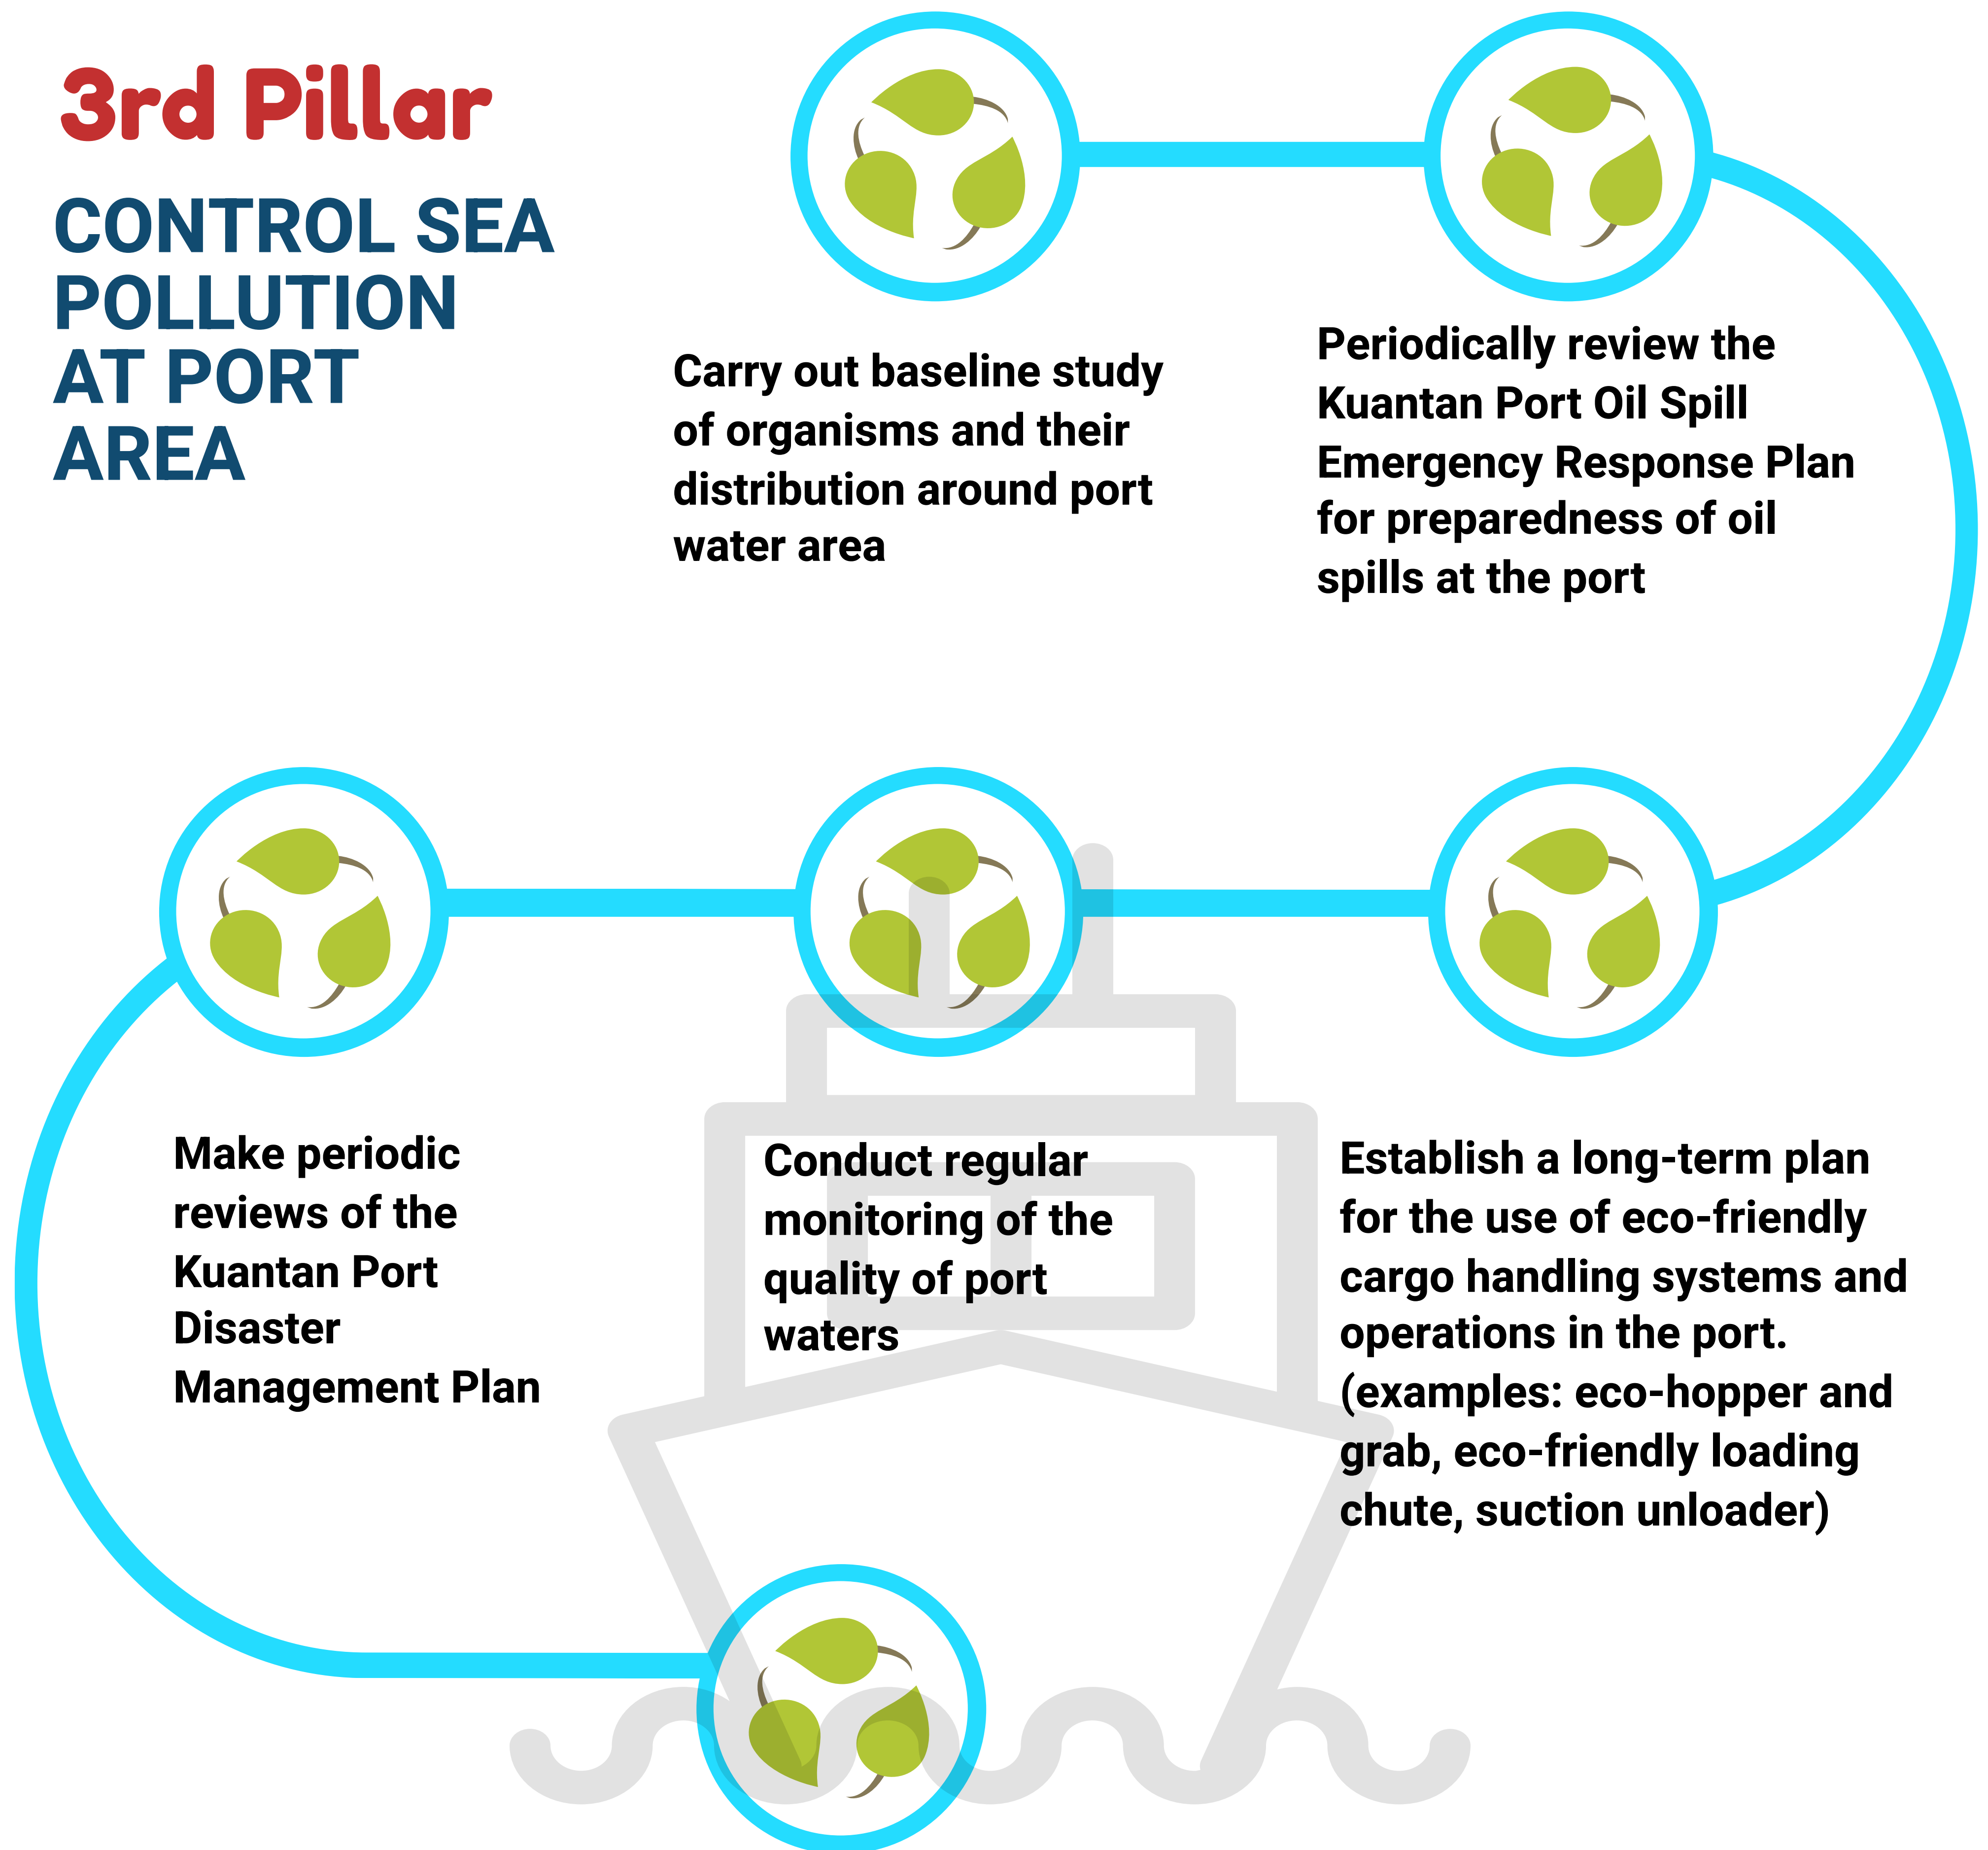 3rd Pillar
CONTROL SEA
POLLUTION
AT PORT
AREA
Carry out baseline study
of organisms and their
distribution around port
water area
Periodically review the
Kuantan Port Oil Spill
Emergency Response Plan
for preparedness of oil
spills at the port
Make periodic
reviews of the
Kuantan Port
Disaster
Management Plan
Conduct regular
monitoring of the
quality of port
waters
Establish a long-term plan
for the use of eco-friendly
cargo handling systems and
operations in the port.
(examples: eco-hopper and
grab, eco-friendly loading
chute, suction unloader)